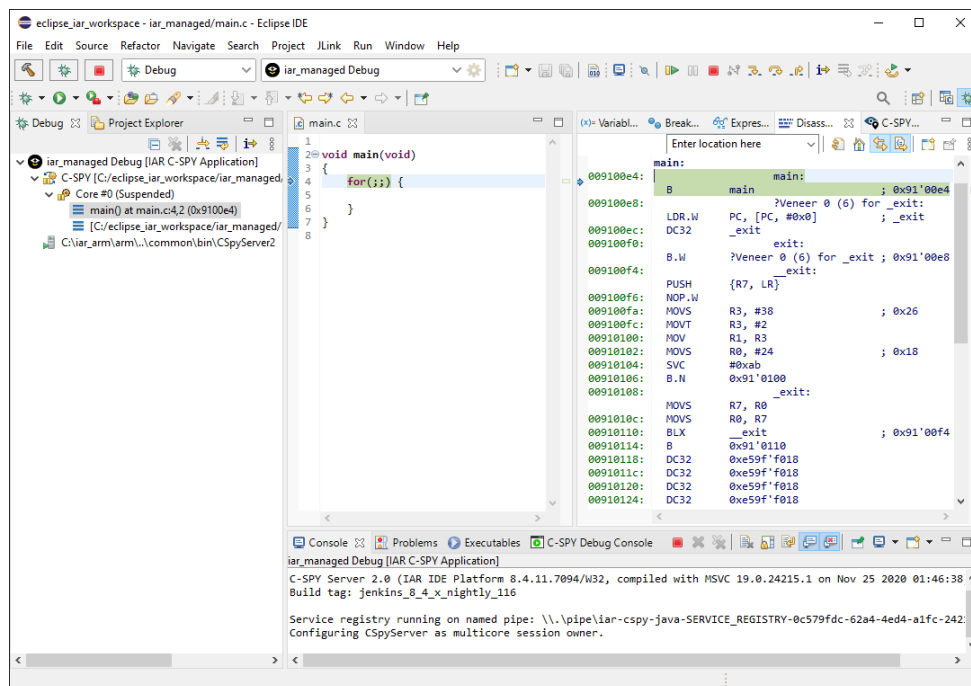 eclipse_iar_workspace - iar_managed/main.c - Eclipse IDE
File Edit Source Refactor Navigate Search Project JLink Run Window Help
Debug
iar_managed Debug
Debug
Project Explorer
iar_managed Debug [IAR C-SPY Application]
C-SPY [C:/eclipse_iar_workspace/iar_managed/
Core #0 (Suspended)
main() at main.c:4,2 (0x9100e4)
[C:/eclipse_iar_workspace/iar_managed/
C:\iar_arm\arm\..\common\bin\CSpyServer2
main.c
1
2 void main(void)
3 {
4 for(;;) {
5
6 }
7 }
8
(x)= Variabl... Break... Expres... Disass... C-SPY...
Enter location here
main:
009100e4: main:
B main ; 0x91'00e4
009100e8: ?Veneer 0 (6) for _exit:
LDR.W PC, [PC, #0x0] ; _exit
009100ec: DC32 _exit
009100f0: exit:
B.W ?Veneer 0 (6) for _exit ; 0x91'00e8
009100f4: __exit:
PUSH {R7, LR}
009100f6: NOP.W
009100fa: MOVS R3, #38 ; 0x26
009100fc: MOVT R3, #2
00910100: MOV R1, R3
00910102: MOVS R0, #24 ; 0x18
00910104: SVC #0xab
00910106: B.N 0x91'0100
00910108: _exit:
MOVS R7, R0
0091010c: MOVS R0, R7
00910110: BLX __exit ; 0x91'00f4
00910114: B 0x91'0110
00910118: DC32 0xe59f'f018
0091011c: DC32 0xe59f'f018
00910120: DC32 0xe59f'f018
00910124: DC32 0xe59f'f018
Console Problems Executables C-SPY Debug Console
iar_managed Debug [IAR C-SPY Application]
C-SPY Server 2.0 (IAR IDE Platform 8.4.11.7094/W32, compiled with MSVC 19.0.24215.1 on Nov 25 2020 01:46:38
Build tag: jenkins_8_4_x_nightly_116
Service registry running on named pipe: \\.\pipe\iar-cspy-java-SERVICE_REGISTRY-0c579fdc-62a4-4ed4-a1fc-242
Configuring CSpyServer as multicore session owner.